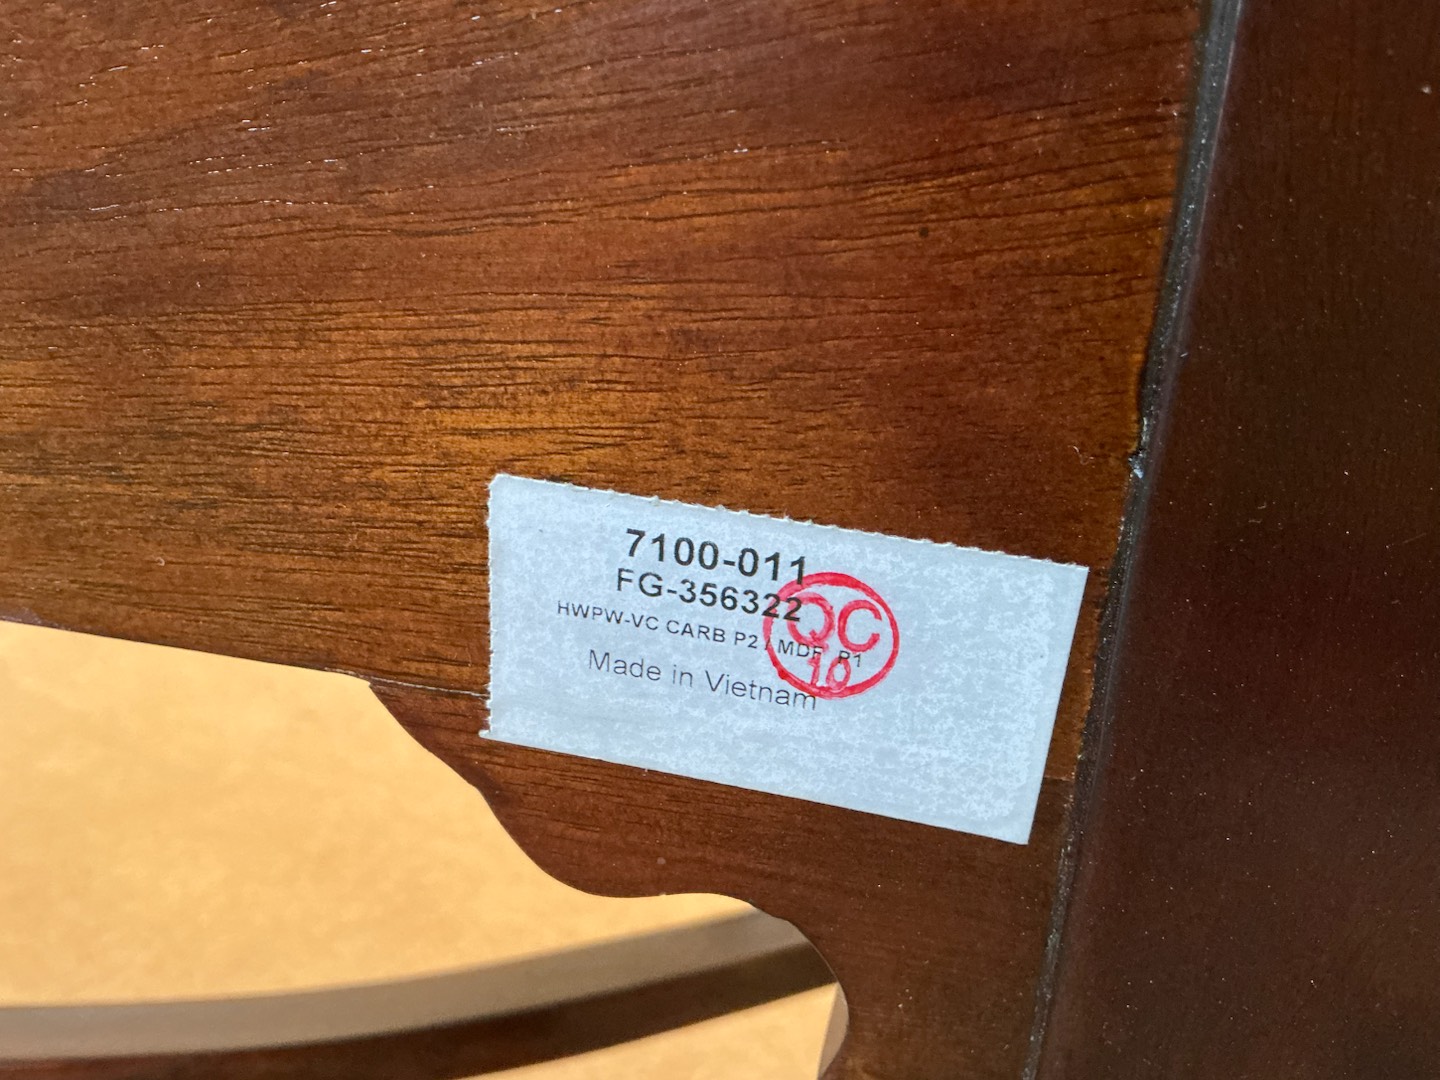 7100-011
FG-356322
HWPW-VC CARB P2 / MDF P1
Made in Vietnam
QC
10